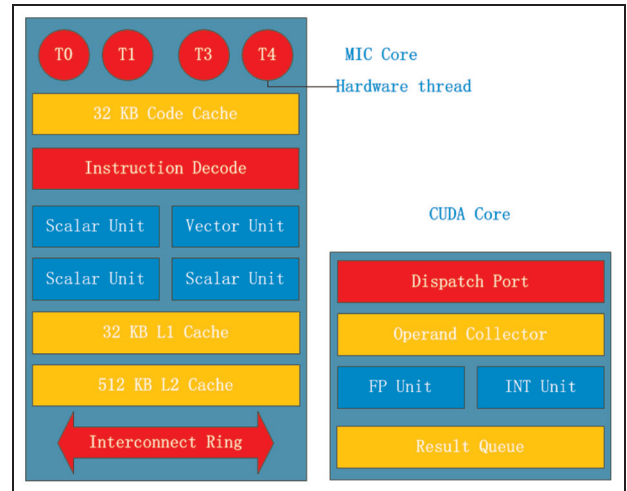 T0 T1 T3 T4
MIC Core
Hardware thread
32 KB Code Cache
Instruction Decode
Scalar Unit Vector Unit
Scalar Unit Scalar Unit
32 KB L1 Cache
512 KB L2 Cache
Interconnect Ring
CUDA Core
Dispatch Port
Operand Collector
FP Unit INT Unit
Result Queue